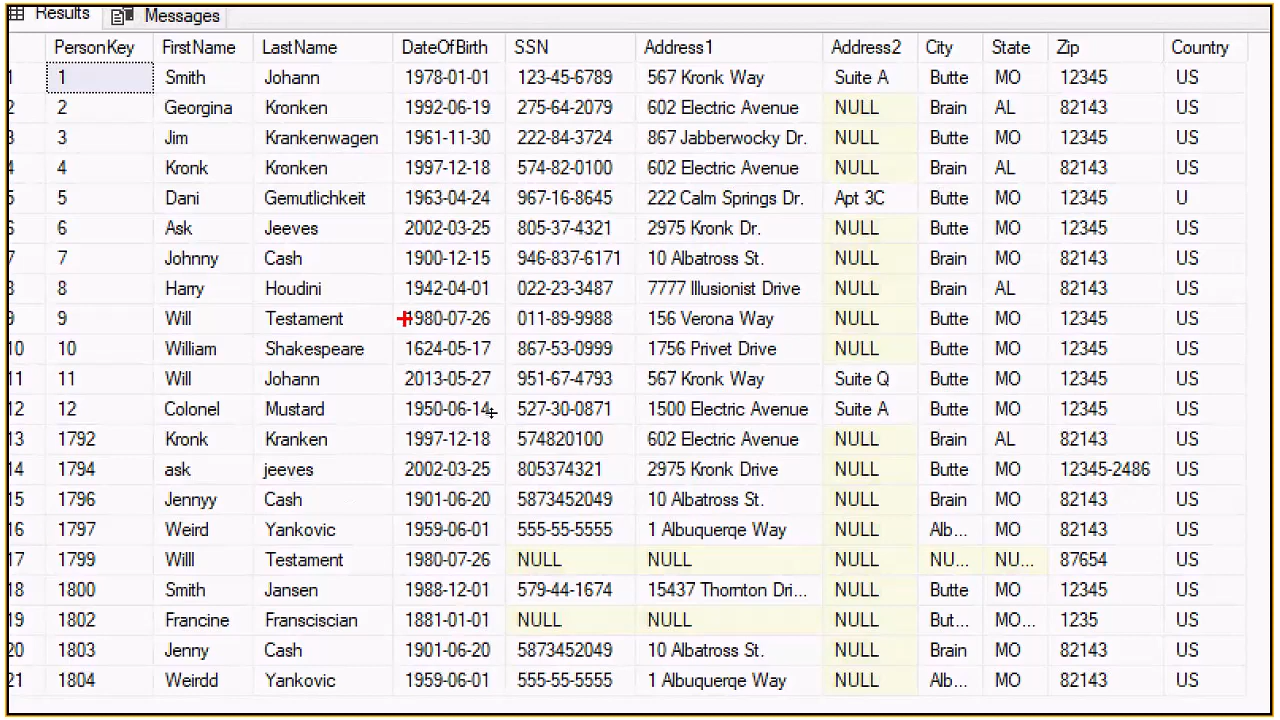 Results Messages
PersonKey FirstName LastName DateOfBirth SSN Address1 Address2 City State Zip Country
1 1 Smith Johann 1978-01-01 123-45-6789 567 Kronk Way Suite A Butte MO 12345 US
2 2 Georgina Kronken 1992-06-19 275-64-2079 602 Electric Avenue NULL Brain AL 82143 US
3 3 Jim Krankenwagen 1961-11-30 222-84-3724 867 Jabberwocky Dr. NULL Butte MO 12345 US
4 4 Kronk Kronken 1997-12-18 574-82-0100 602 Electric Avenue NULL Brain AL 82143 US
5 5 Dani Gemutlichkeit 1963-04-24 967-16-8645 222 Calm Springs Dr. Apt 3C Butte MO 12345 U
6 6 Ask Jeeves 2002-03-25 805-37-4321 2975 Kronk Dr. NULL Butte MO 12345 US
7 7 Johnny Cash 1900-12-15 946-837-6171 10 Albatross St. NULL Brain MO 82143 US
8 8 Harry Houdini 1942-04-01 022-23-3487 7777 Illusionist Drive NULL Brain AL 82143 US
9 9 Will Testament 1980-07-26 011-89-9988 156 Verona Way NULL Butte MO 12345 US
10 10 William Shakespeare 1624-05-17 867-53-0999 1756 Privet Drive NULL Butte MO 12345 US
11 11 Will Johann 2013-05-27 951-67-4793 567 Kronk Way Suite Q Butte MO 12345 US
12 12 Colonel Mustard 1950-06-14 527-30-0871 1500 Electric Avenue Suite A Butte MO 12345 US
13 1792 Kronk Kranken 1997-12-18 574820100 602 Electric Avenue NULL Brain AL 82143 US
14 1794 ask jeeves 2002-03-25 805374321 2975 Kronk Drive NULL Butte MO 12345-2486 US
15 1796 Jennyy Cash 1901-06-20 5873452049 10 Albatross St. NULL Brain MO 82143 US
16 1797 Weird Yankovic 1959-06-01 555-55-5555 1 Albuquerqe Way NULL Alb... MO 82143 US
17 1799 Willl Testament 1980-07-26 NULL NULL NULL NU... NU... 87654 US
18 1800 Smith Jansen 1988-12-01 579-44-1674 15437 Thornton Dri... NULL Butte MO 12345 US
19 1802 Francine Fransciscian 1881-01-01 NULL NULL NULL But... MO... 1235 US
20 1803 Jenny Cash 1901-06-20 5873452049 10 Albatross St. NULL Brain MO 82143 US
21 1804 Weirdd Yankovic 1959-06-01 555-55-5555 1 Albuquerqe Way NULL Alb... MO 82143 US